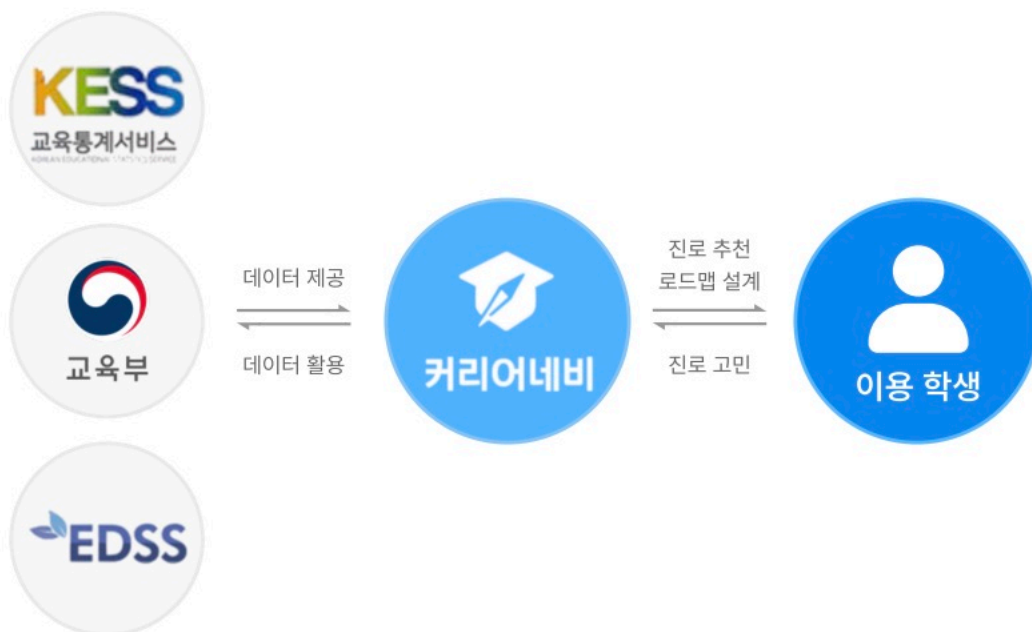 KESS
교육통계서비스
교육부
EDSS
데이터 제공
데이터 활용
커리어네비
진로 추천
로드맵 설계
진로 고민
이용 학생